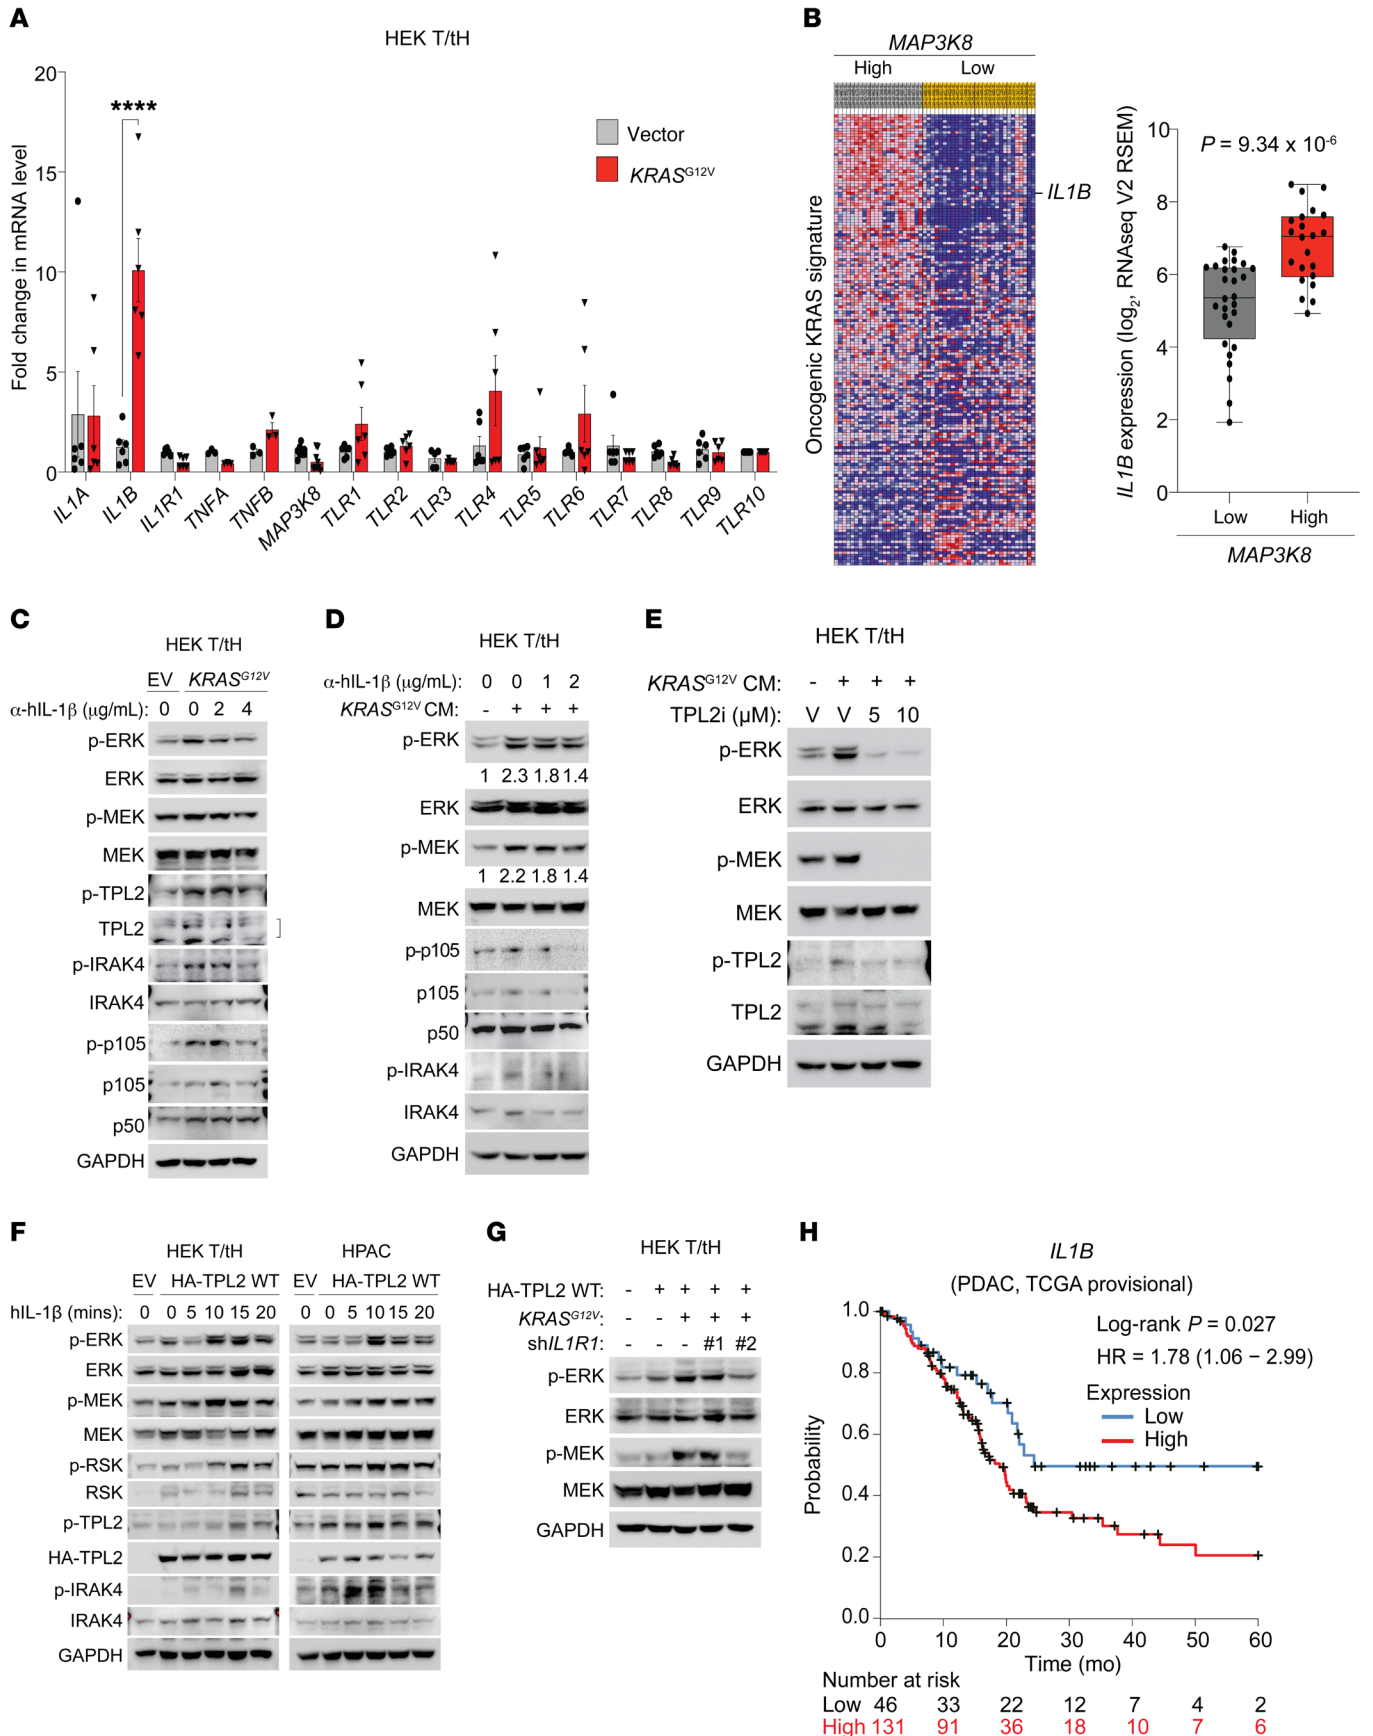 A
HEK T/tH
Fold change in mRNA level
20
15
10
5
0
****
Vector
KRASG12V
IL1A
IL1B
IL1R1
TNFA
TNFB
MAP3K8
TLR1
TLR2
TLR3
TLR4
TLR5
TLR6
TLR7
TLR8
TLR9
TLR10
B
MAP3K8
High Low
Oncogenic KRAS signature
IL1B
IL1B expression (log2, RNAseq V2 RSEM)
P = 9.34 x 10-6
10
8
6
4
2
0
Low High
MAP3K8
C
HEK T/tH
EV KRASG12V
α-hIL-1β (μg/mL): 0 0 2 4
p-ERK
ERK
p-MEK
MEK
p-TPL2
TPL2
p-IRAK4
IRAK4
p-p105
p105
p50
GAPDH
D
HEK T/tH
α-hIL-1β (μg/mL): 0 0 1 2
KRASG12V CM: - + + +
p-ERK
1 2.3 1.8 1.4
ERK
p-MEK
1 2.2 1.8 1.4
MEK
p-p105
p105
p50
p-IRAK4
IRAK4
GAPDH
E
HEK T/tH
KRASG12V CM: - + + +
TPL2i (μM): V V 5 10
p-ERK
ERK
p-MEK
MEK
p-TPL2
TPL2
GAPDH
F
HEK T/tH HPAC
EV HA-TPL2 WT EV HA-TPL2 WT
hIL-1β (mins): 0 0 5 10 15 20 0 0 5 10 15 20
p-ERK
ERK
p-MEK
MEK
p-RSK
RSK
p-TPL2
HA-TPL2
p-IRAK4
IRAK4
GAPDH
G
HEK T/tH
HA-TPL2 WT: - + + + +
KRASG12V: - - + + +
shIL1R1: - - - #1 #2
p-ERK
ERK
p-MEK
MEK
GAPDH
H
IL1B
(PDAC, TCGA provisional)
Log-rank P = 0.027
HR = 1.78 (1.06 − 2.99)
Expression
Low
High
Probability
1.0
0.8
0.6
0.4
0.2
0.0
0 10 20 30 40 50 60
Time (mo)
Number at risk
Low 46 33 22 12 7 4 2
High 131 91 36 18 10 7 6